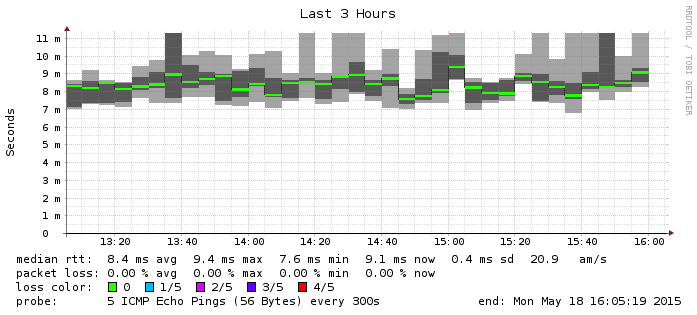 Last 3 Hours
RRDTOOL / TOBI OETIKER
Seconds
11 m
10 m
9 m
8 m
7 m
6 m
5 m
4 m
3 m
2 m
1 m
0
13:20 13:40 14:00 14:20 14:40 15:00 15:20 15:40 16:00
median rtt: 8.4 ms avg 9.4 ms max 7.6 ms min 9.1 ms now 0.4 ms sd 20.9 am/s
packet loss: 0.00 % avg 0.00 % max 0.00 % min 0.00 % now
loss color: 0 1/5 2/5 3/5 4/5
probe: 5 ICMP Echo Pings (56 Bytes) every 300s end: Mon May 18 16:05:19 2015